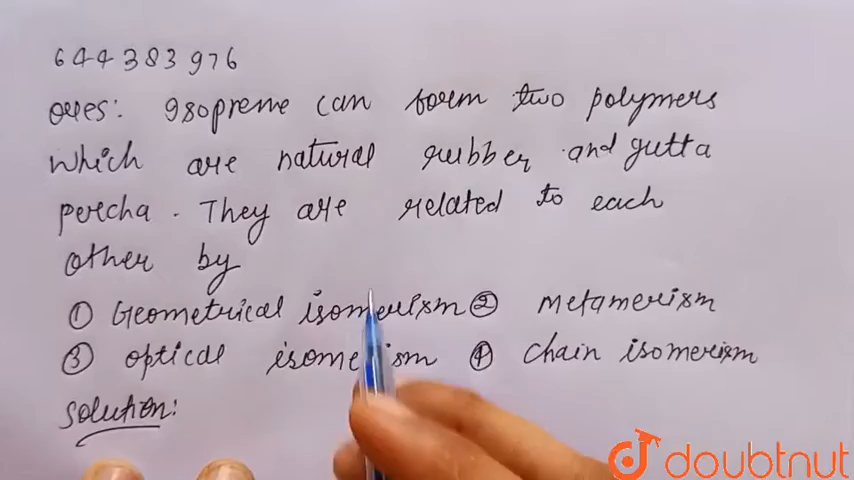 644383976
Ques: Isopreme can form two polymers
which are natural rubber and gutta
percha. They are related to each
other by
① Geometrical isomerism ② metamerism
③ optical isomerism ④ chain isomerism
Solution:
doubtnut